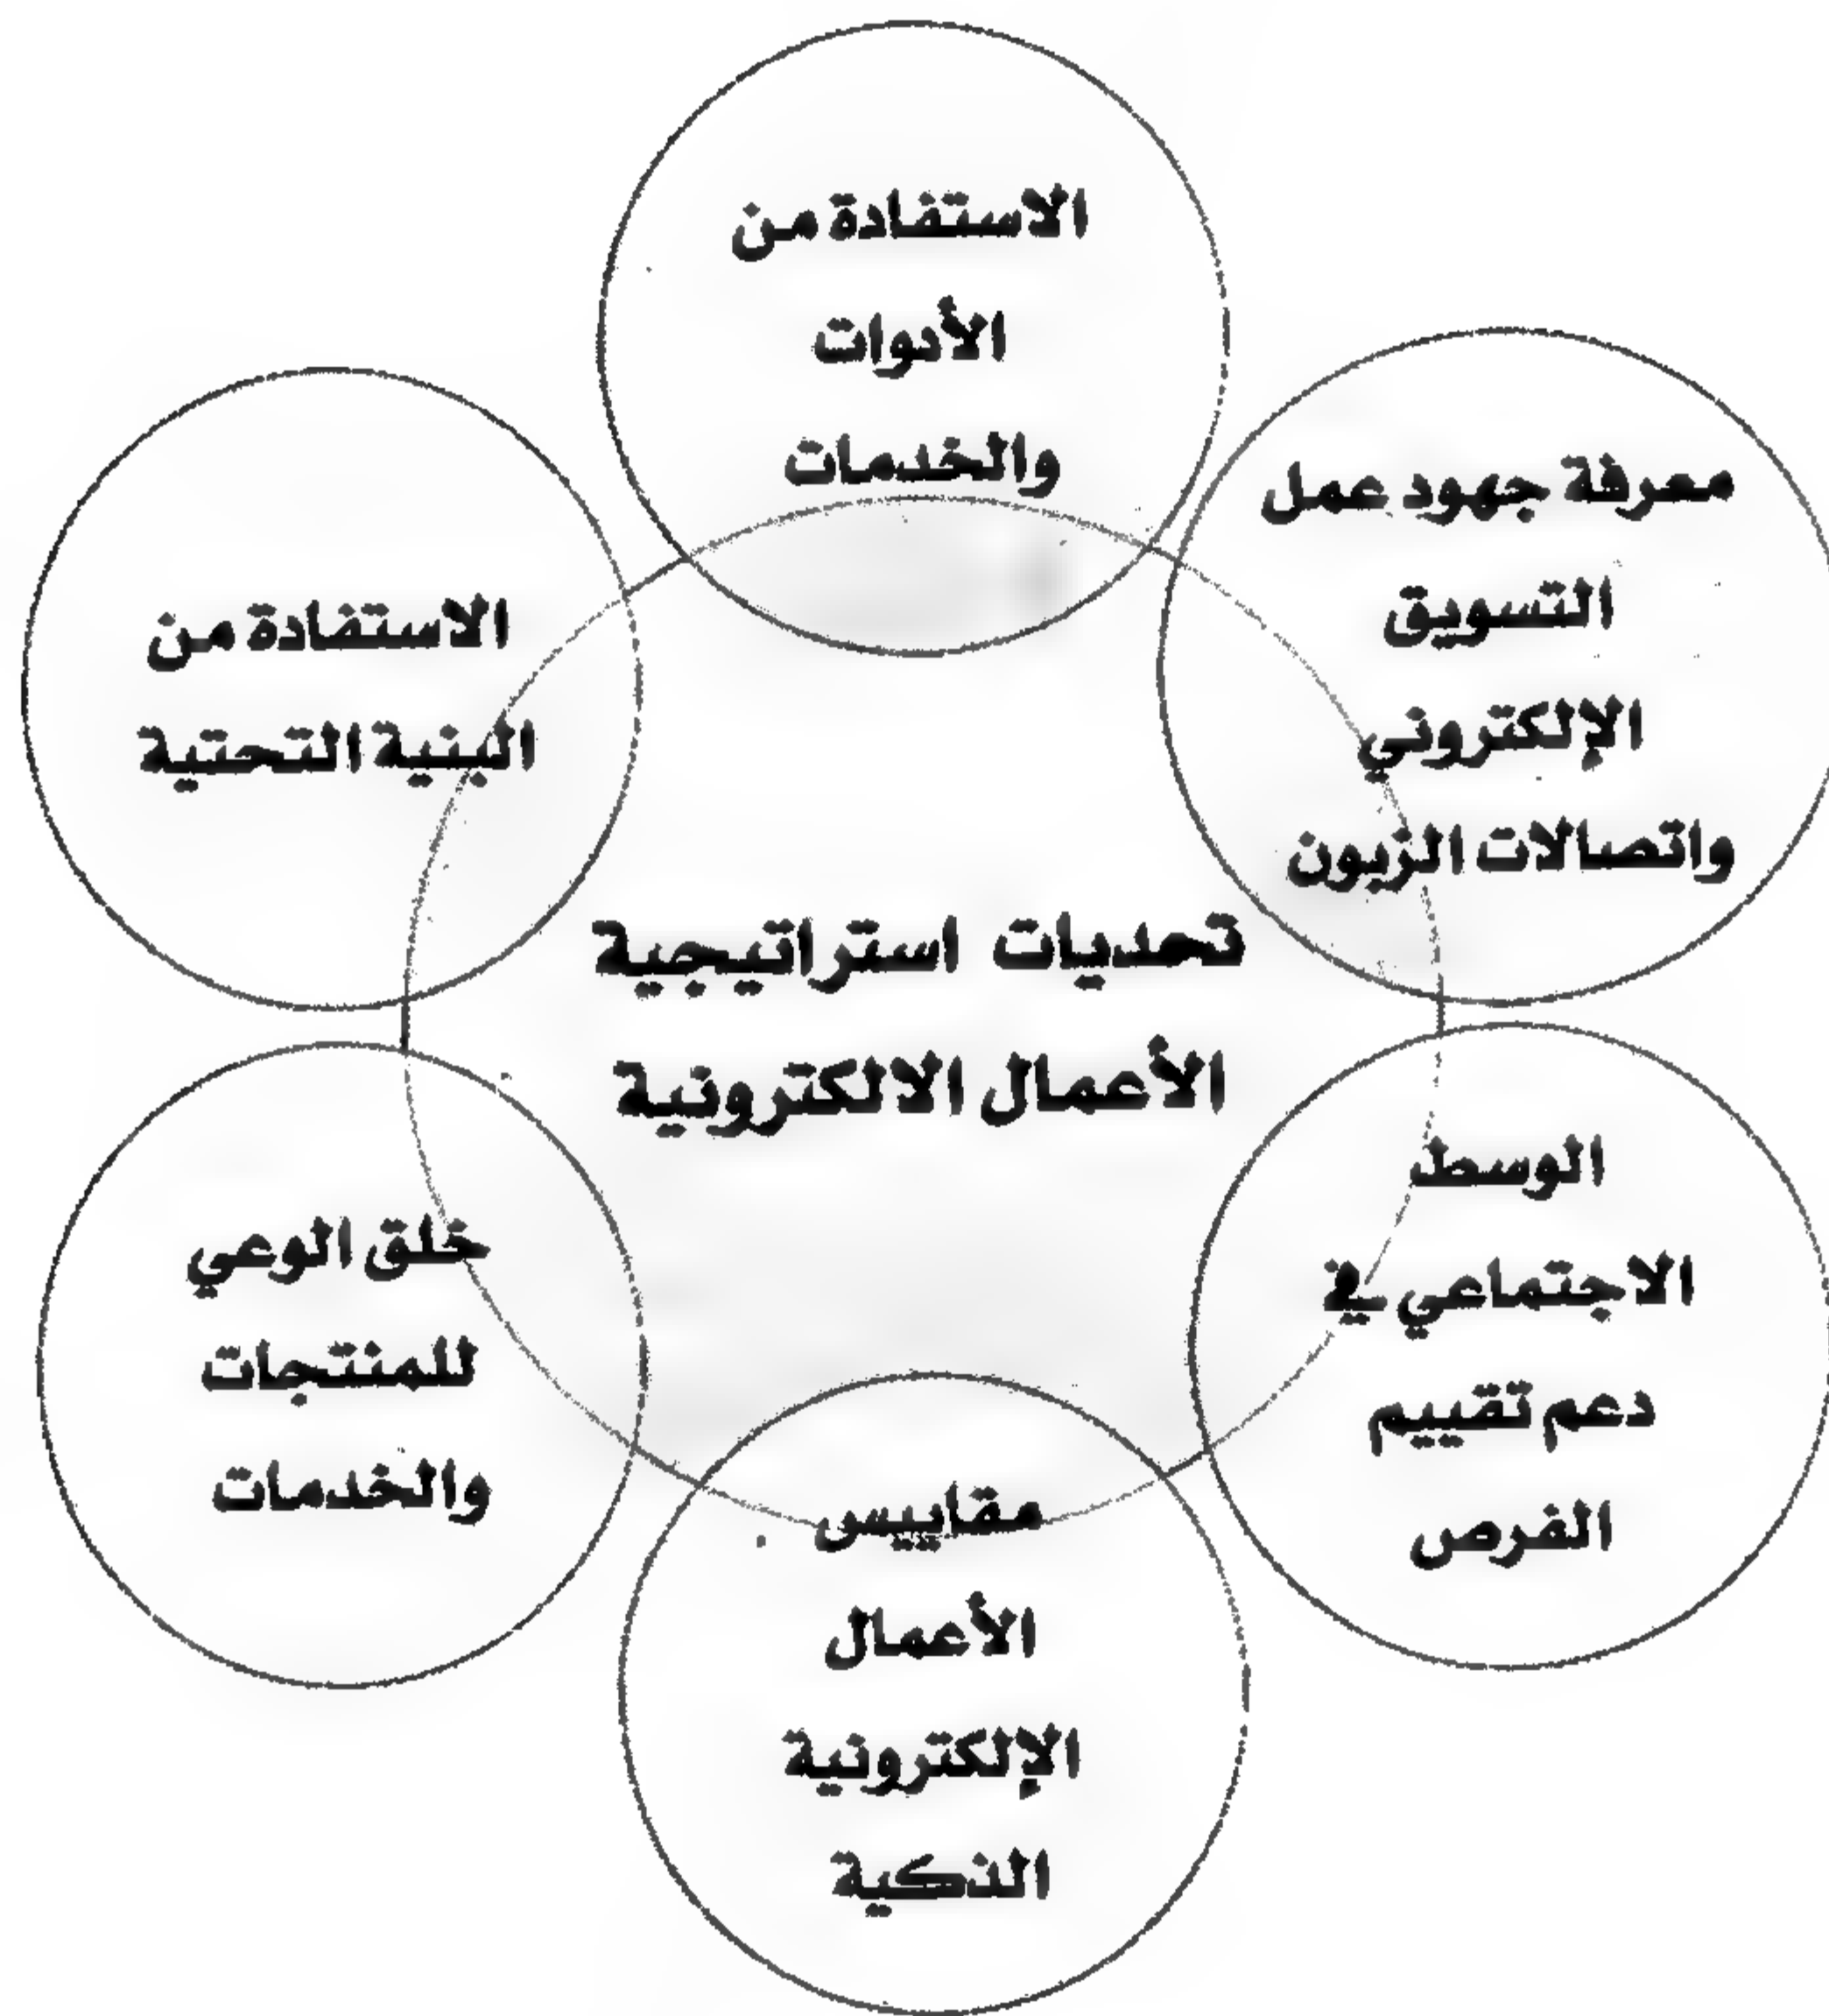 الاستفادة من
الأدوات
والخدمات
معرفة جهود عمل
التسويق
الإلكتروني
واتصالات الزبون
الاستفادة من
البنية التحتية
تحديات استراتيجية
الأعمال الالكترونية
الوسط
الاجتماعي في
دعم تقييم
الفرص
خلق الوعي
للمنتجات
والخدمات
مقاييس
الأعمال
الإلكترونية
الذكية